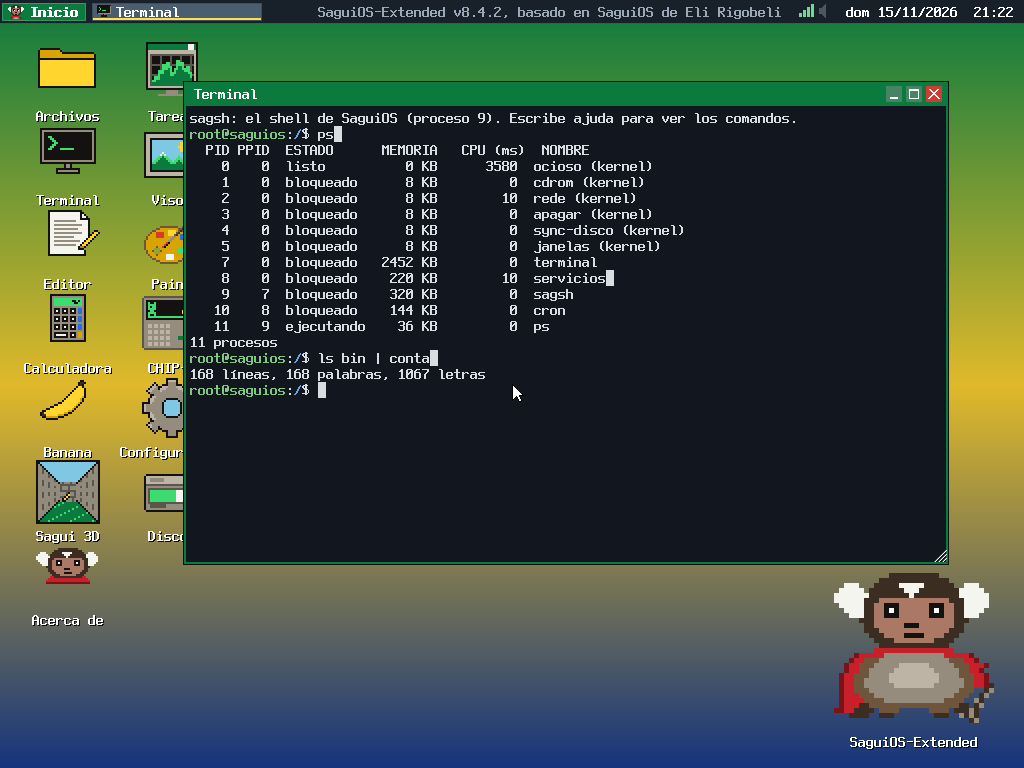 Inicio
Terminal
SaguiOS-Extended v8.4.2, basado en SaguiOS de Eli Rigobeli
dom 15/11/2026 21:22
Archivos
Tarea
Terminal
Viso
Editor
Pain
Calculadora
CHIP-
Banana
Configur
Sagui 3D
Disco
Acerca de
Terminal
sagsh: el shell de SaguiOS (proceso 9). Escribe ajuda para ver los comandos.
root@saguios:/$ ps
PID PPID ESTADO MEMORIA CPU (ms) NOMBRE
0 0 listo 0 KB 3580 ocioso (kernel)
1 0 bloqueado 8 KB 0 cdrom (kernel)
2 0 bloqueado 8 KB 10 rede (kernel)
3 0 bloqueado 8 KB 0 apagar (kernel)
4 0 bloqueado 8 KB 0 sync-disco (kernel)
5 0 bloqueado 8 KB 0 janelas (kernel)
7 0 bloqueado 2452 KB 0 terminal
8 0 bloqueado 220 KB 10 servicios
9 7 bloqueado 320 KB 0 sagsh
10 8 bloqueado 144 KB 0 cron
11 9 ejecutando 36 KB 0 ps
11 procesos
root@saguios:/$ ls bin | conta
168 líneas, 168 palabras, 1067 letras
root@saguios:/$
SaguiOS-Extended